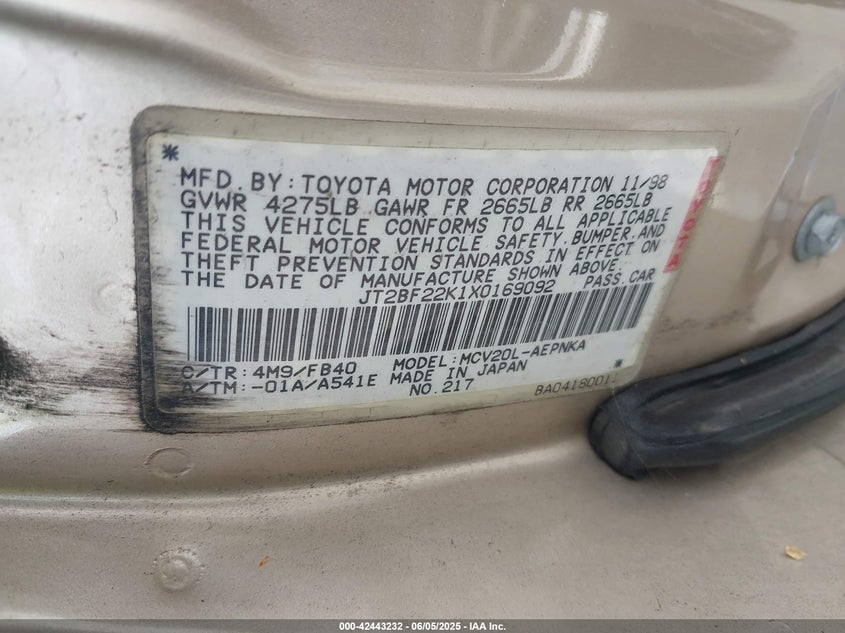 *
MFD. BY: TOYOTA MOTOR CORPORATION 11/98
GVWR 4275LB GAWR FR 2665LB RR 2665LB
THIS VEHICLE CONFORMS TO ALL APPLICABLE
FEDERAL MOTOR VEHICLE SAFETY, BUMPER, AND
THEFT PREVENTION STANDARDS IN EFFECT ON
THE DATE OF MANUFACTURE SHOWN ABOVE.
JT2BF22K1X0169092 PASS. CAR
C/TR: 4M9/FB40 MODEL: MCV20L-AEPNKA
A/TM: -01A/A541E MADE IN JAPAN *
NO. 217 BA0418001
000-42443232 - 06/05/2025 - IAA Inc.